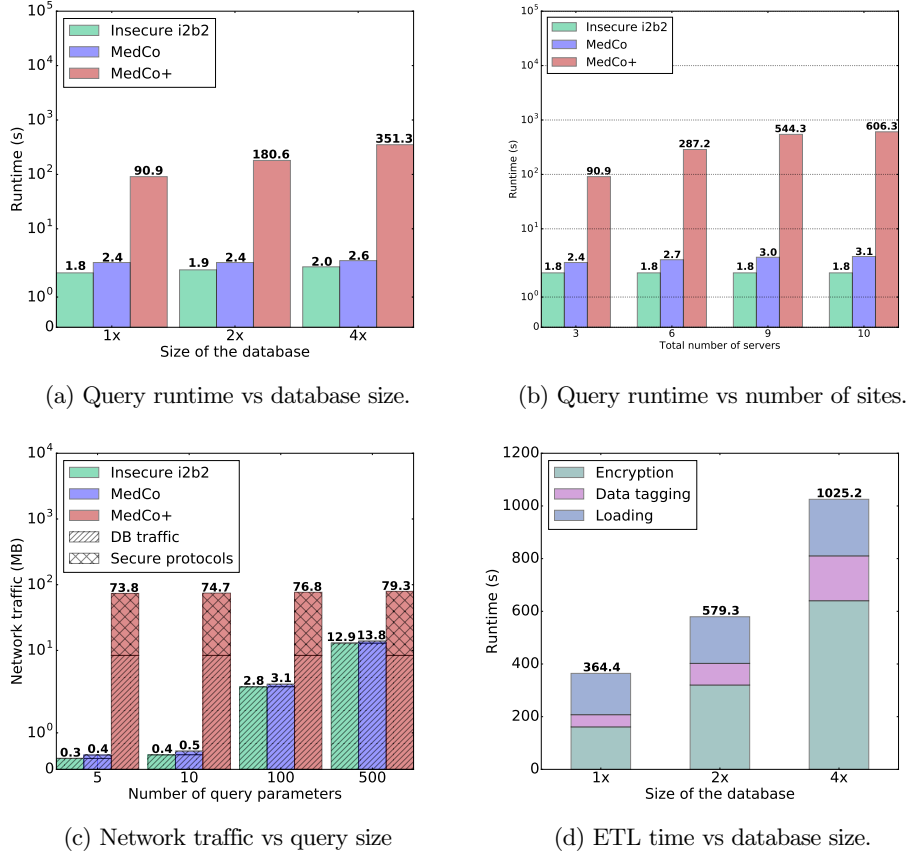 10^5
10^4
10^3
10^2
10^1
10^0
0
Runtime (s)
Insecure i2b2
MedCo
MedCo+
1.8
2.4
90.9
1.9
2.4
180.6
2.0
2.6
351.3
1x
2x
4x
Size of the database
(a) Query runtime vs database size.
10^5
10^4
10^3
10^2
10^1
10^0
0
Runtime (s)
Insecure i2b2
MedCo
MedCo+
1.8
2.4
90.9
1.8
2.7
287.2
1.8
3.0
544.3
1.8
3.1
606.3
3
6
9
10
Total number of servers
(b) Query runtime vs number of sites.
10^4
10^3
10^2
10^1
10^0
0
Network traffic (MB)
Insecure i2b2
MedCo
MedCo+
DB traffic
Secure protocols
0.3
0.4
73.8
0.4
0.5
74.7
2.8
3.1
76.8
12.9
13.8
79.3
5
10
100
500
Number of query parameters
(c) Network traffic vs query size
1200
1000
800
600
400
200
0
Runtime (s)
Encryption
Data tagging
Loading
364.4
579.3
1025.2
1x
2x
4x
Size of the database
(d) ETL time vs database size.